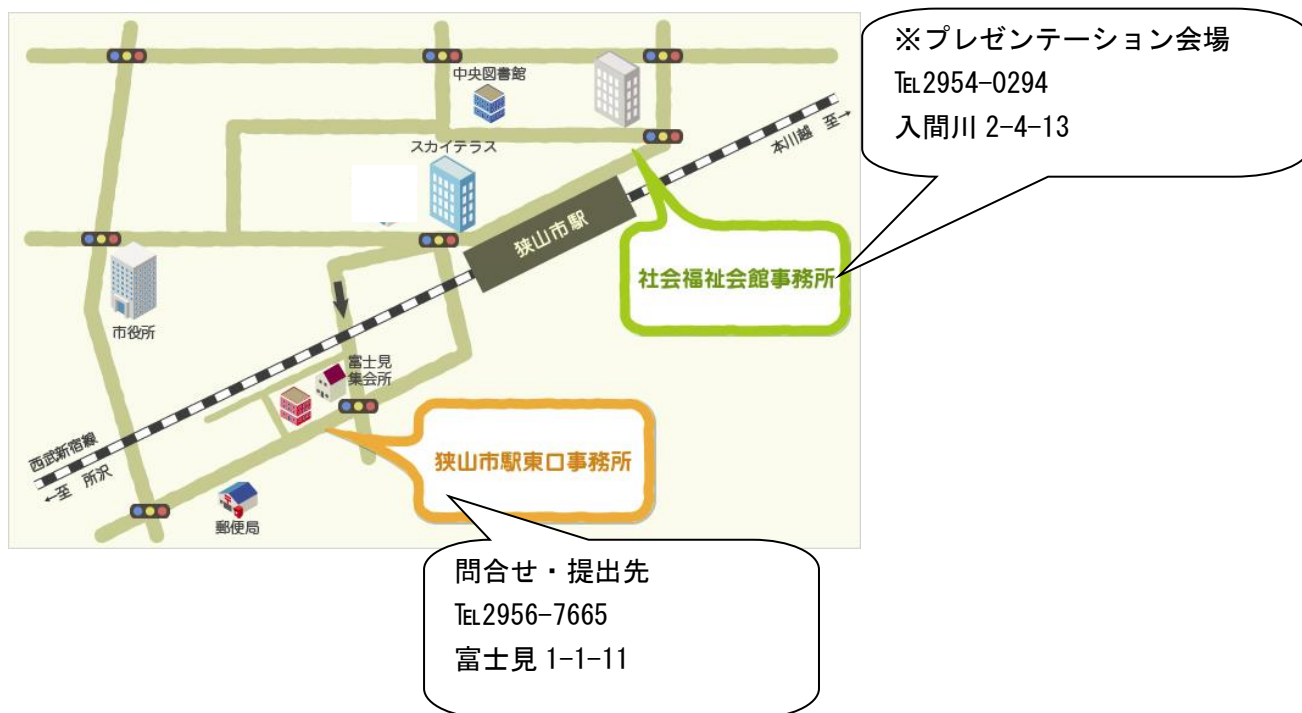 ※プレゼンテーション会場
℡2954-0294
入間川 2-4-13
中央図書館
スカイテラス
本川越 至→
狭山市駅
社会福祉会館事務所
市役所
富士見
集会所
西武新宿線
←至 所沢
狭山市駅東口事務所
郵便局
問合せ・提出先
℡2956-7665
富士見 1-1-11